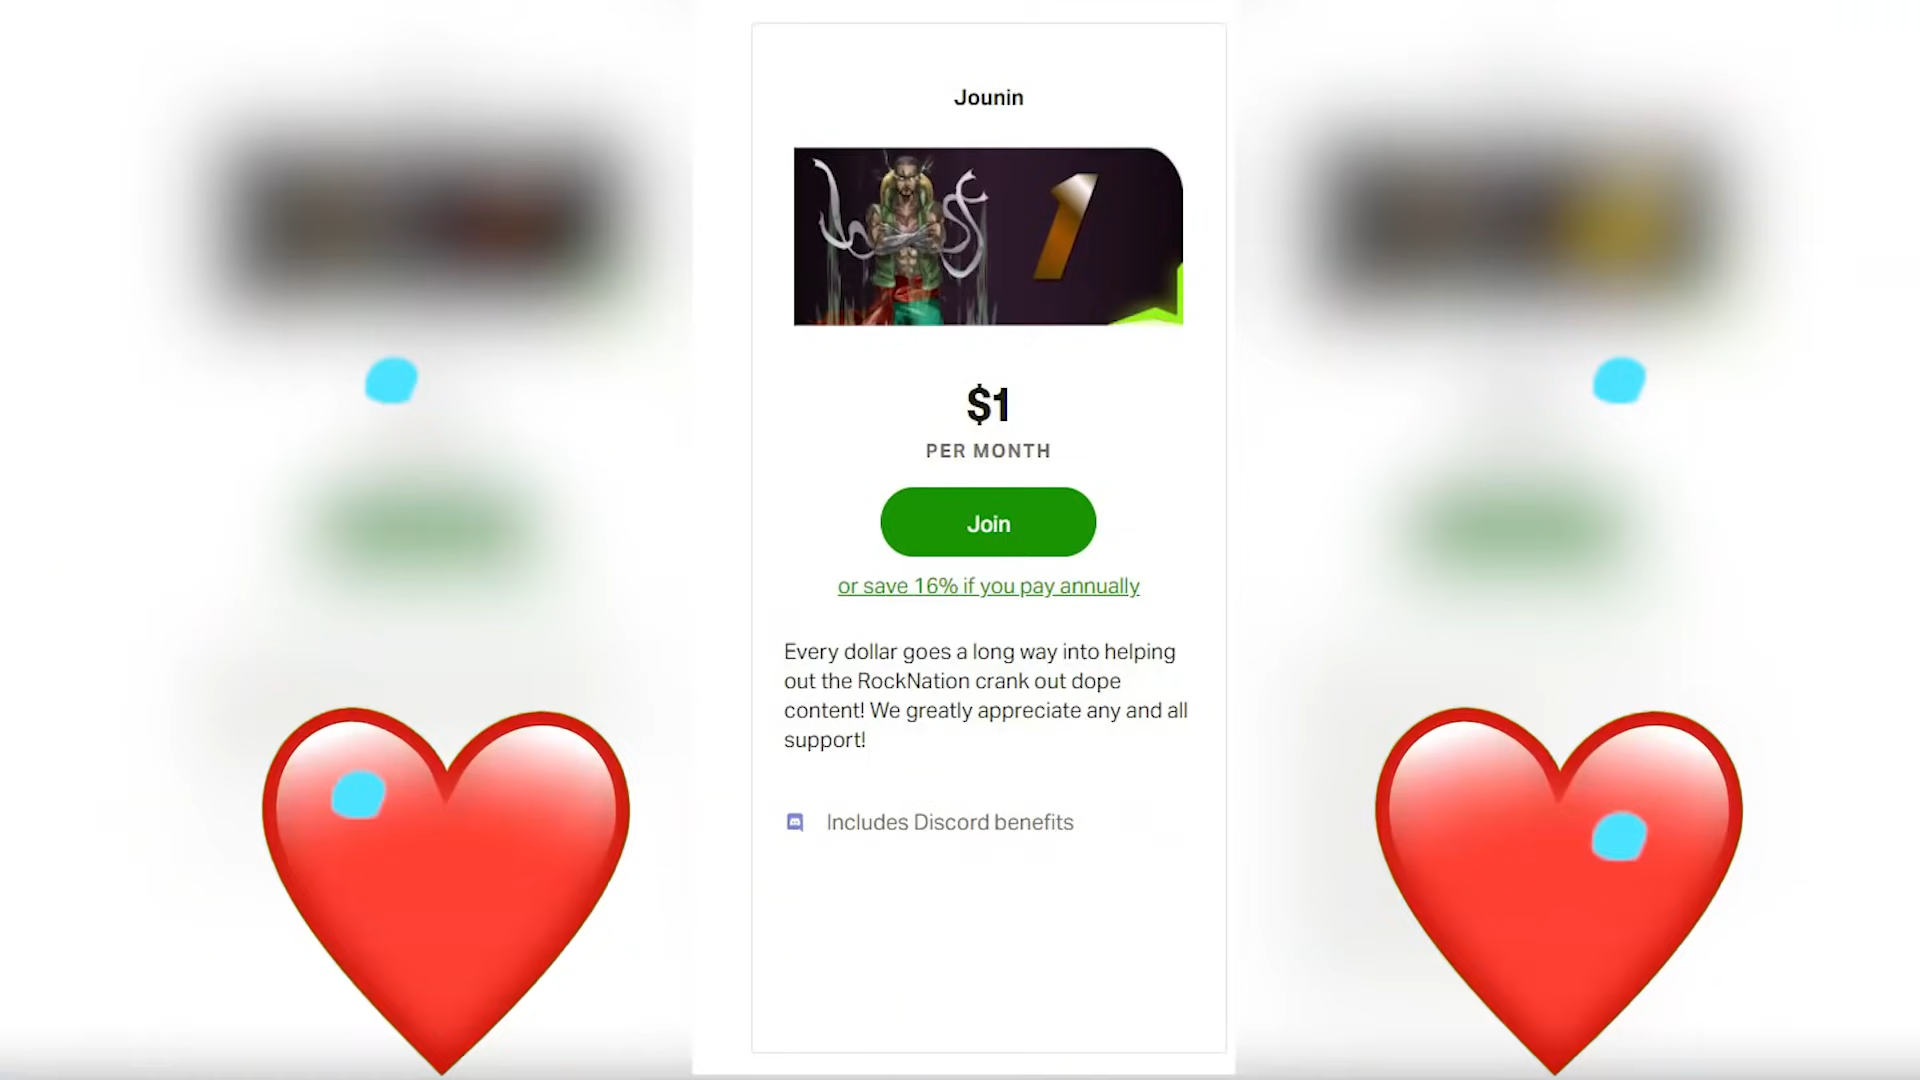 Jounin
1
$1
PER MONTH
Join
or save 16% if you pay annually
Every dollar goes a long way into helping
out the RockNation crank out dope
content! We greatly appreciate any and all
support!
Includes Discord benefits